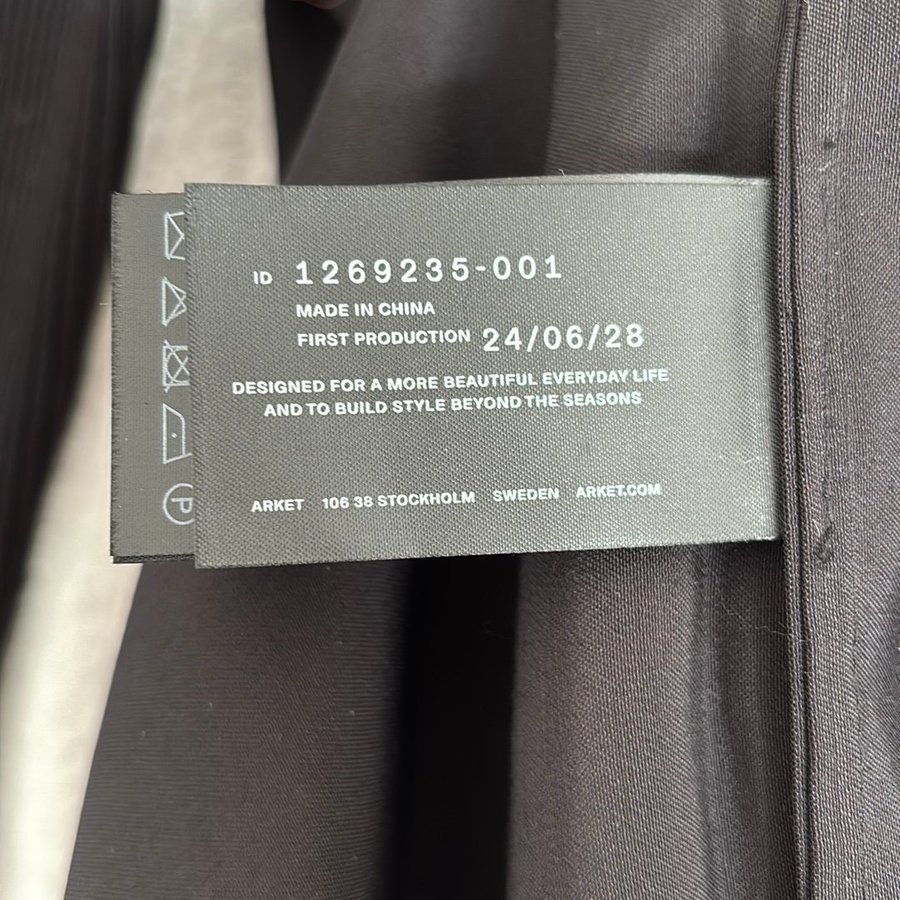 ID 1269235-001
MADE IN CHINA
FIRST PRODUCTION 24/06/28
DESIGNED FOR A MORE BEAUTIFUL EVERYDAY LIFE
AND TO BUILD STYLE BEYOND THE SEASONS
ARKET 106 38 STOCKHOLM SWEDEN ARKET.COM
P